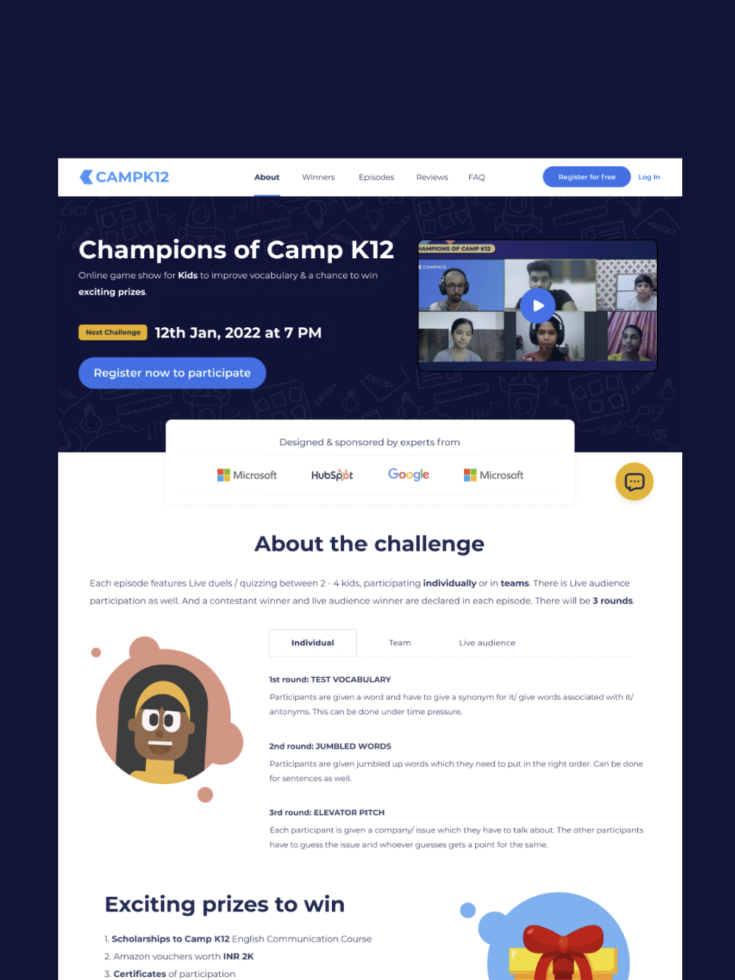 CAMPK12
About
Winners
Episodes
Reviews
FAQ
Register for free
Log In
Champions of Camp K12
Online game show for Kids to improve vocabulary & a chance to win
exciting prizes.
Next Challenge
12th Jan, 2022 at 7 PM
Register now to participate
HAMPIONS OF CAMP K12
CAMPK12
Designed & sponsored by experts from
Microsoft
HubSpot
Google
Microsoft
About the challenge
Each episode features Live duels / quizzing between 2 - 4 kids, participating individually or in teams. There is Live audience
participation as well. And a contestant winner and live audience winner are declared in each episode. There will be 3 rounds.
Individual
Team
Live audience
1st round: TEST VOCABULARY
Participants are given a word and have to give a synonym for it/ give words associated with it/
antonyms. This can be done under time pressure.
2nd round: JUMBLED WORDS
Participants are given jumbled up words which they need to put in the right order. Can be done
for sentences as well.
3rd round: ELEVATOR PITCH
Each participant is given a company/ issue which they have to talk about. The other participants
have to guess the issue and whoever guesses gets a point for the same.
Exciting prizes to win
1. Scholarships to Camp K12 English Communication Course
2. Amazon vouchers worth INR 2K
3. Certificates of participation